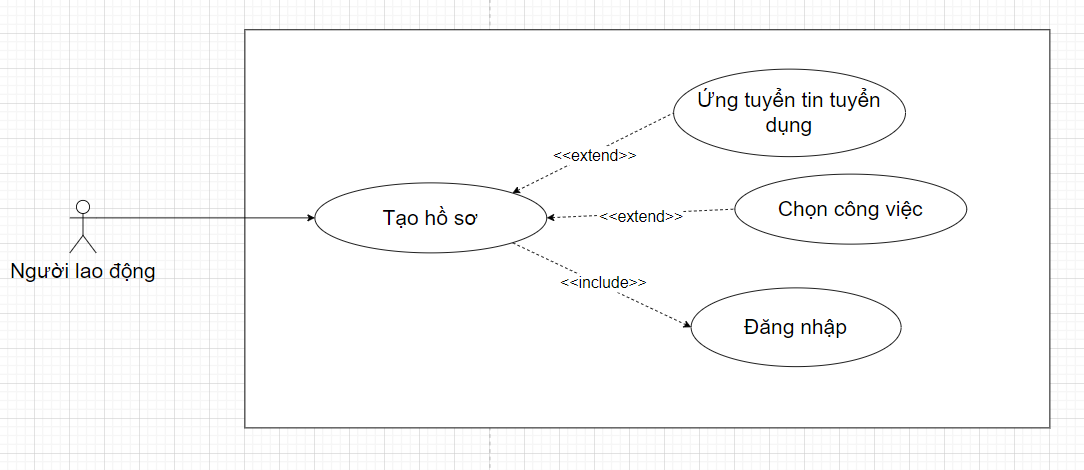 Ứng tuyển tin tuyển
dụng
<<extend>>
Chọn công việc
<<extend>>
Tạo hồ sơ
Người lao động
<<include>>
Đăng nhập